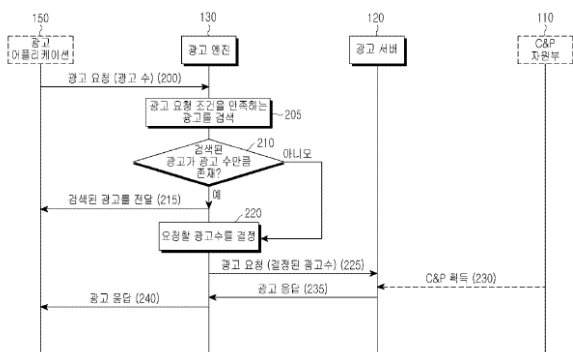 150
130
120
110
광고
어플리케이션
광고 엔진
광고 서버
C&P
자원부
광고 요청 (광고 수) (200)
광고 요청 조건을 만족하는
광고를 검색
205
검색된
광고가 광고 수만큼
존재?
210
아니오
예
검색된 광고를 전달 (215)
220
요청할 광고수를 결정
광고 요청 (결정된 광고수) (225)
C&P 획득 (230)
광고 응답 (235)
광고 응답 (240)